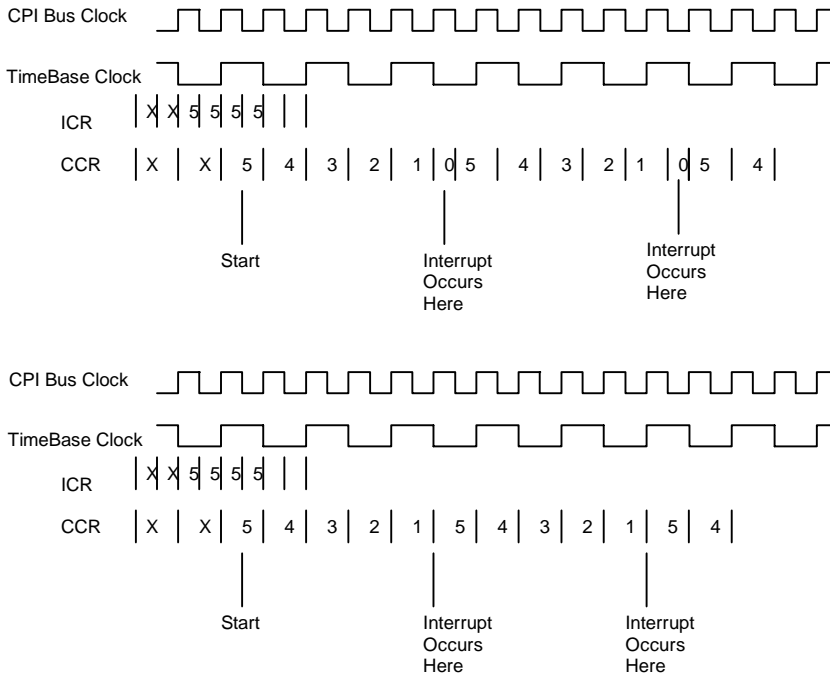 CPI Bus Clock
TimeBase Clock
ICR X X 5 5 5 5
CCR X X 5 4 3 2 1 0 5 4 3 2 1 0 5 4
Start
Interrupt
Occurs
Here
Interrupt
Occurs
Here
CPI Bus Clock
TimeBase Clock
ICR X X 5 5 5 5
CCR X X 5 4 3 2 1 5 4 3 2 1 5 4
Start
Interrupt
Occurs
Here
Interrupt
Occurs
Here